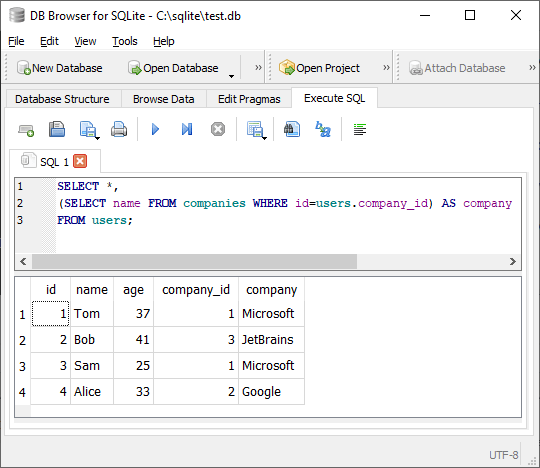 DB Browser for SQLite - C:\sqlite\test.db
File Edit View Tools Help
New Database Open Database » Open Project » Attach Database »
Database Structure Browse Data Edit Pragmas Execute SQL
SQL 1
1 SELECT *,
2 (SELECT name FROM companies WHERE id=users.company_id) AS company
3 FROM users;
id name age company_id company
1 1 Tom 37 1 Microsoft
2 2 Bob 41 3 JetBrains
3 3 Sam 25 1 Microsoft
4 4 Alice 33 2 Google
UTF-8